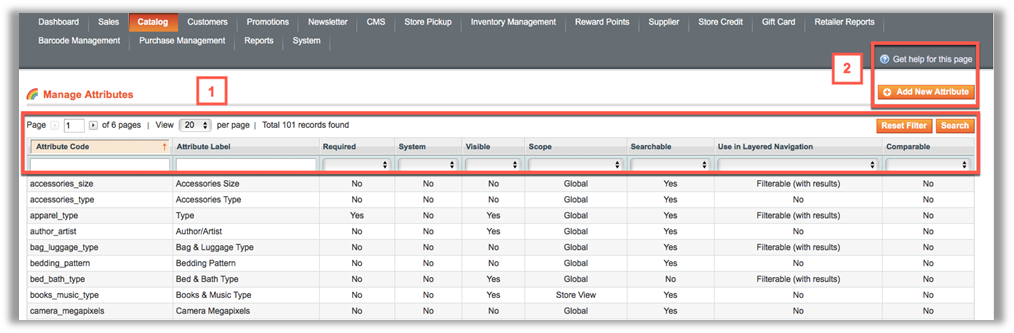 Dashboard Sales Catalog Customers Promotions Newsletter CMS Store Pickup Inventory Management Reward Points Supplier Store Credit Gift Card Retailer Reports
Barcode Management Purchase Management Reports System
2 Get help for this page
1
Manage Attributes Add New Attribute
Page 1 of 6 pages | View 20 per page | Total 101 records found Reset Filter Search
Attribute Code Attribute Label Required System Visible Scope Searchable Use in Layered Navigation Comparable
accessories_size Accessories Size No No No Global Yes Filterable (with results) No
accessories_type Accessories Type No No No Global Yes No No
apparel_type Type Yes No Yes Global Yes Filterable (with results) No
author_artist Author/Artist No No Yes Global Yes No No
bag_luggage_type Bag & Luggage Type No No No Global Yes Filterable (with results) No
bedding_pattern Bedding Pattern No No No Global Yes No No
bed_bath_type Bed & Bath Type No No Yes Global No Filterable (with results) No
books_music_type Books & Music Type No No Yes Store View Yes No No
camera_megapixels Camera Megapixels No No No Global Yes No No